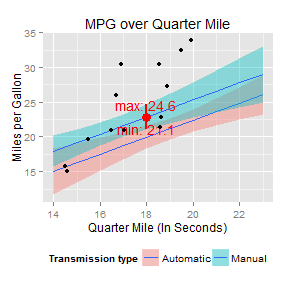 MPG over Quarter Mile
35
30
25
20
15
Miles per Gallon
max: 24.6
min: 21.1
14 16 18 20 22
Quarter Mile (In Seconds)
Transmission type Automatic Manual